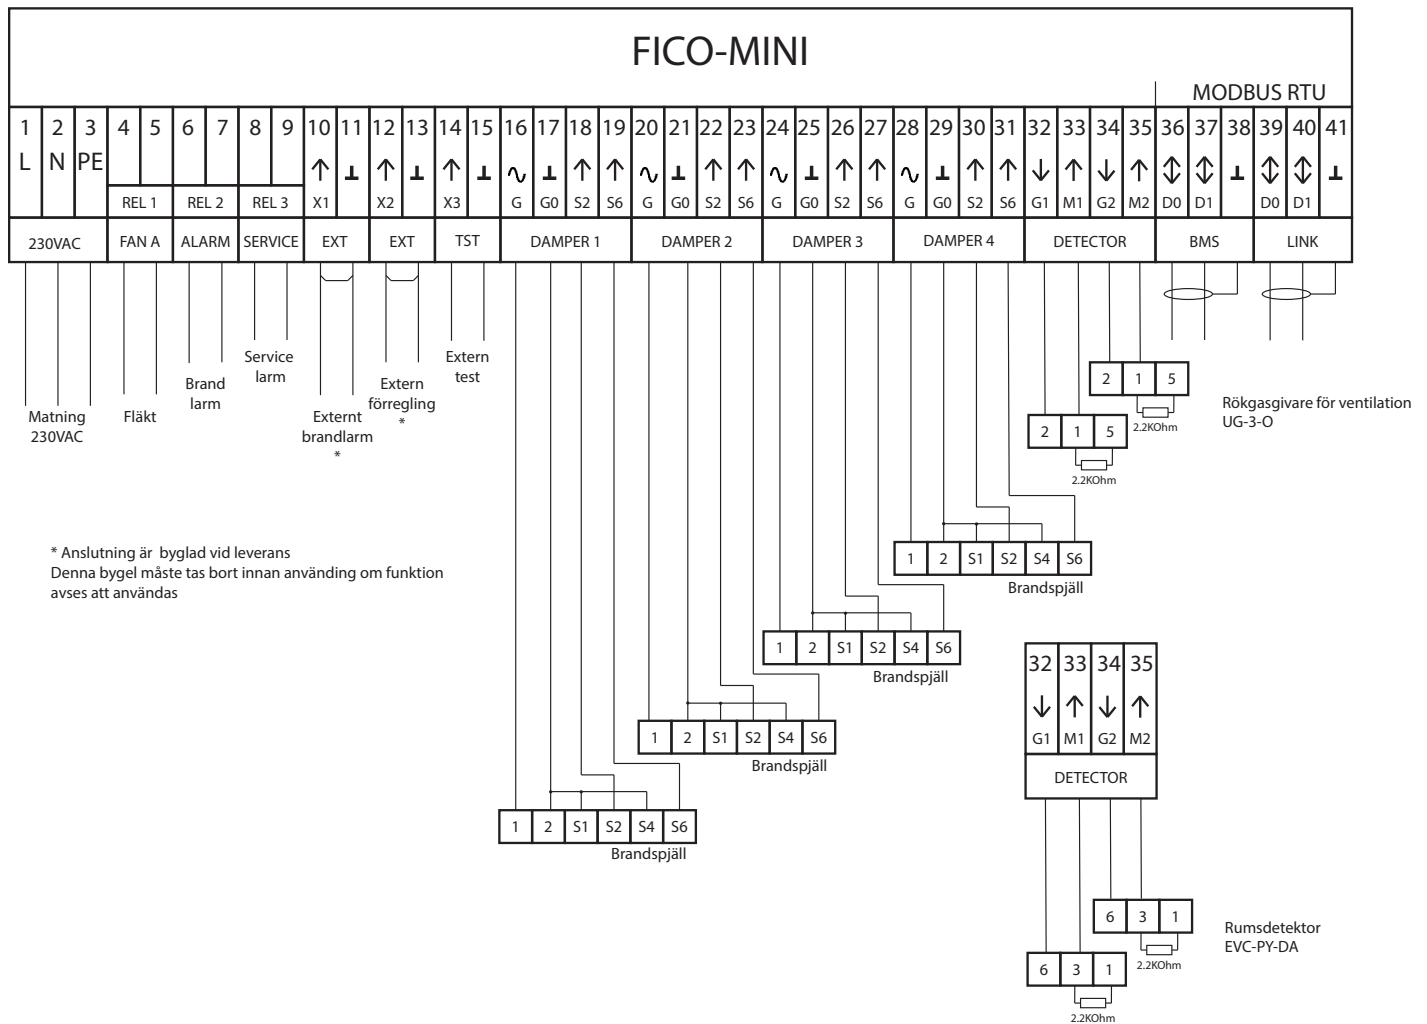 FICO-MINI
MODBUS RTU
1 2 3 4 5 6 7 8 9 10 11 12 13 14 15 16 17 18 19 20 21 22 23 24 25 26 27 28 29 30 31 32 33 34 35 36 37 38 39 40 41
L N PE
REL 1 REL 2 REL 3 X1 X2 X3 G G0 S2 S6 G G0 S2 S6 G G0 S2 S6 G G0 S2 S6 G1 M1 G2 M2 D0 D1 D0 D1
230VAC FAN A ALARM SERVICE EXT EXT TST DAMPER 1 DAMPER 2 DAMPER 3 DAMPER 4 DETECTOR BMS LINK
Matning
230VAC
Fläkt
Brand
larm
Service
larm
Externt
brandlarm
*
Extern
förregling
*
Extern
test
2 1 5
2.2KOhm
Rökgasgivare för ventilation
UG-3-O
2 1 5
2.2KOhm
1 2 S1 S2 S4 S6
Brandspjäll
* Anslutning är byglad vid leverans
Denna bygel måste tas bort innan använding om funktion
avses att användas
1 2 S1 S2 S4 S6
Brandspjäll
1 2 S1 S2 S4 S6
Brandspjäll
1 2 S1 S2 S4 S6
Brandspjäll
32 33 34 35
G1 M1 G2 M2
DETECTOR
6 3 1
2.2KOhm
Rumsdetektor
EVC-PY-DA
6 3 1
2.2KOhm